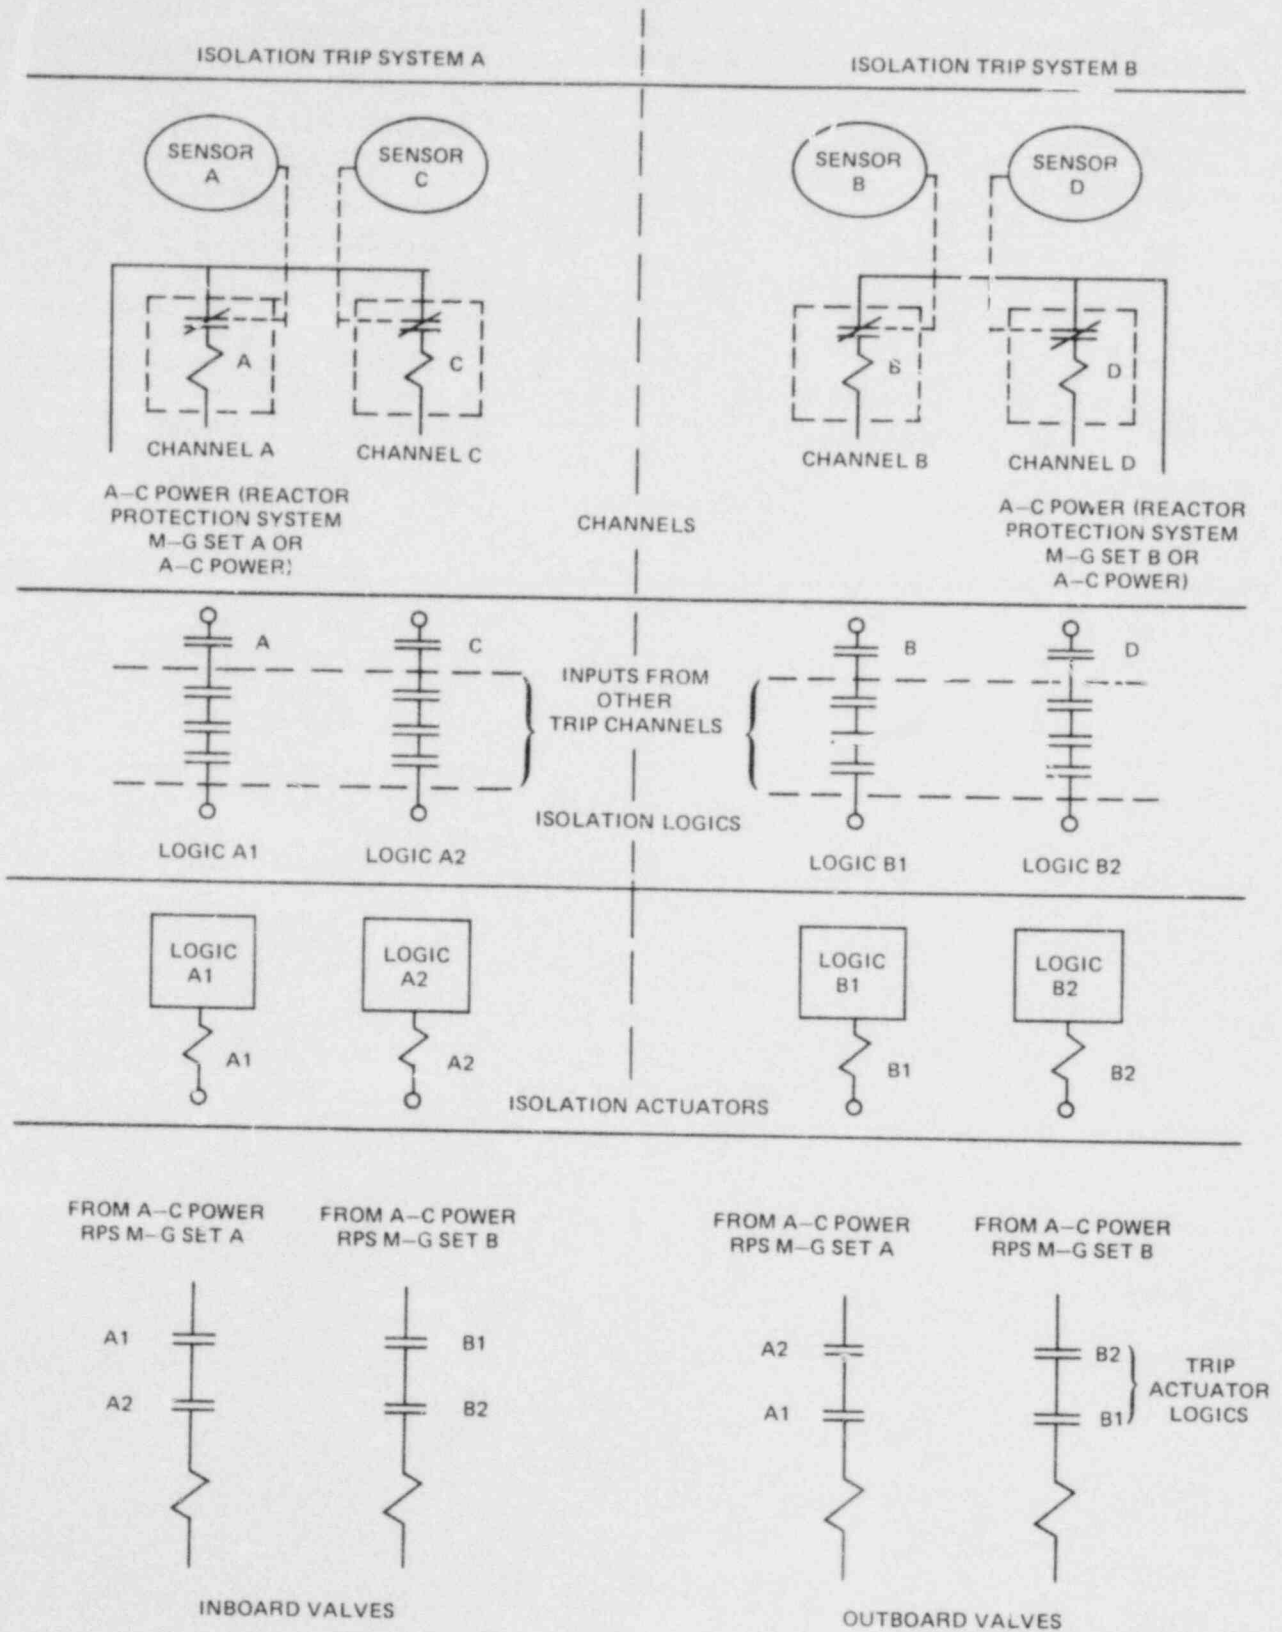 ISOLATION TRIP SYSTEM A
ISOLATION TRIP SYSTEM B
SENSOR
A
SENSOR
C
SENSOR
B
SENSOR
D
A
C
B
D
CHANNEL A
CHANNEL C
CHANNEL B
CHANNEL D
A–C POWER (REACTOR
PROTECTION SYSTEM
M–G SET A OR
A–C POWER)
CHANNELS
A–C POWER (REACTOR
PROTECTION SYSTEM
M–G SET B OR
A–C POWER)
A
C
B
D
INPUTS FROM
OTHER
TRIP CHANNELS
ISOLATION LOGICS
LOGIC A1
LOGIC A2
LOGIC B1
LOGIC B2
LOGIC
A1
LOGIC
A2
LOGIC
B1
LOGIC
B2
A1
A2
B1
B2
ISOLATION ACTUATORS
FROM A–C POWER
RPS M–G SET A
FROM A–C POWER
RPS M–G SET B
FROM A–C POWER
RPS M–G SET A
FROM A–C POWER
RPS M–G SET B
A1
A2
B1
B2
A2
A1
B2
B1
TRIP
ACTUATOR
LOGICS
INBOARD VALVES
OUTBOARD VALVES